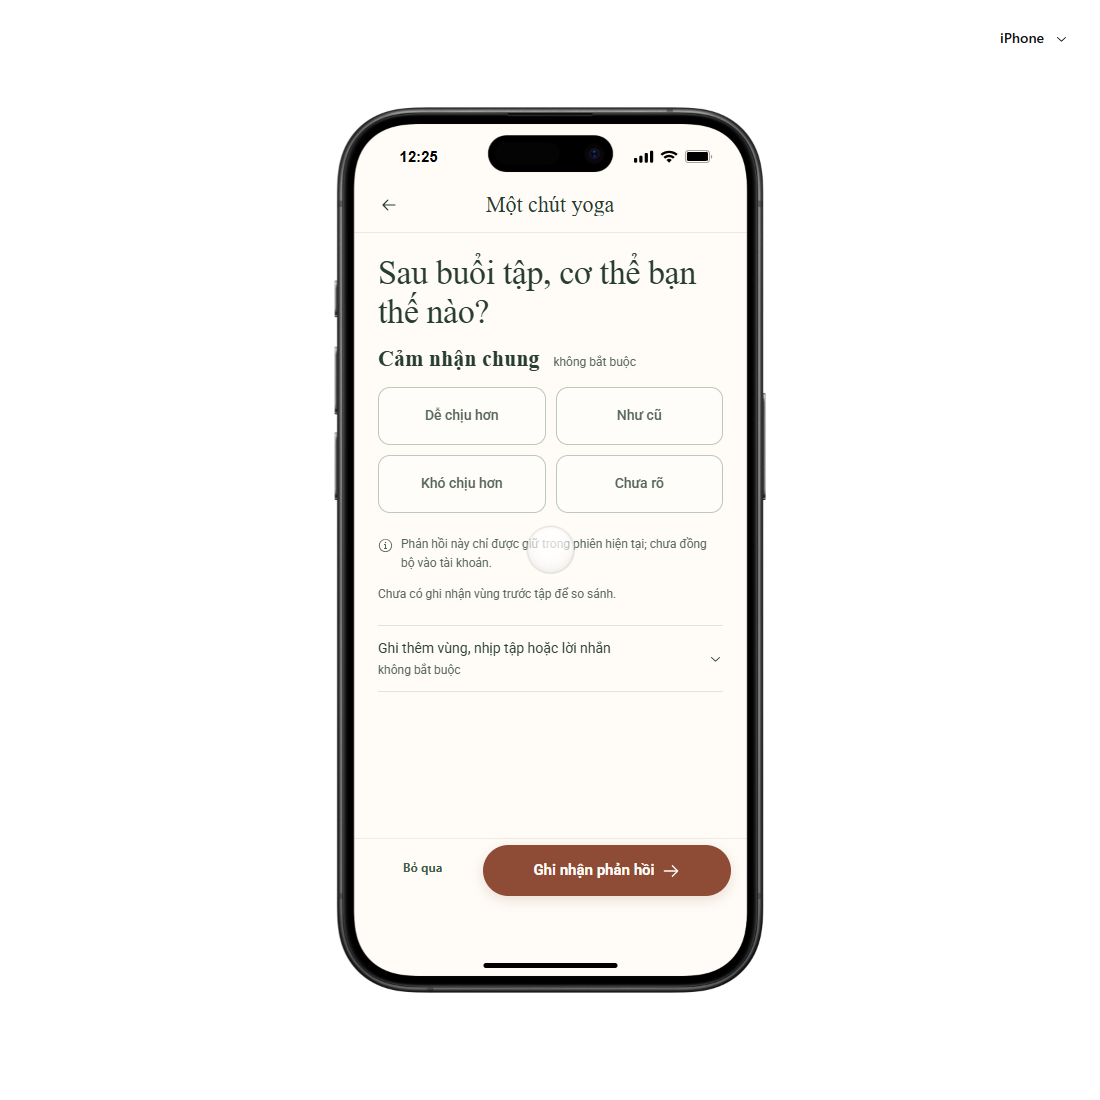 iPhone
12:25
Một chút yoga
Sau buổi tập, cơ thể bạn
thế nào?
Cảm nhận chung không bắt buộc
Dễ chịu hơn
Như cũ
Khó chịu hơn
Chưa rõ
Phản hồi này chỉ được giữ trong phiên hiện tại; chưa đồng
bộ vào tài khoản.
Chưa có ghi nhận vùng trước tập để so sánh.
Ghi thêm vùng, nhịp tập hoặc lời nhắn
không bắt buộc
Bỏ qua
Ghi nhận phản hồi